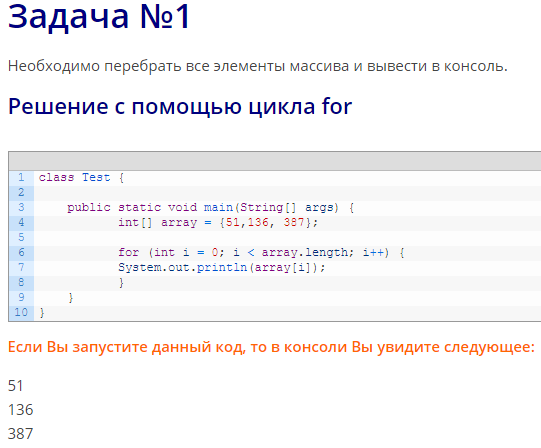 Задача №1
Необходимо перебрать все элементы массива и вывести в консоль.
Решение с помощью цикла for
1 class Test {
2
3     public static void main(String[] args) {
4         int[] array = {51,136, 387};
5
6         for (int i = 0; i < array.length; i++) {
7         System.out.println(array[i]);
8         }
9     }
10 }
Если Вы запустите данный код, то в консоли Вы увидите следующее:
51
136
387